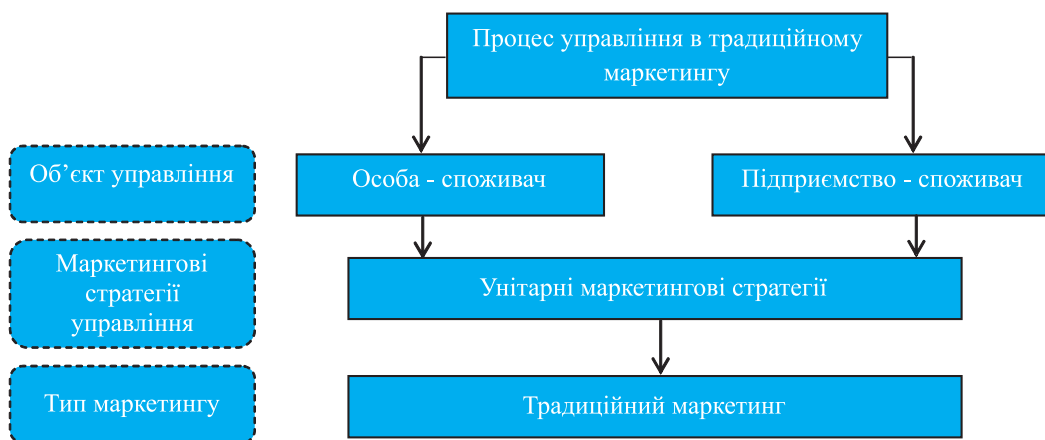 Процес управління в традиційному
маркетингу
Об’єкт управління
Особа - споживач
Підприємство - споживач
Маркетингові
стратегії
управління
Унітарні маркетингові стратегії
Тип маркетингу
Традиційний маркетинг